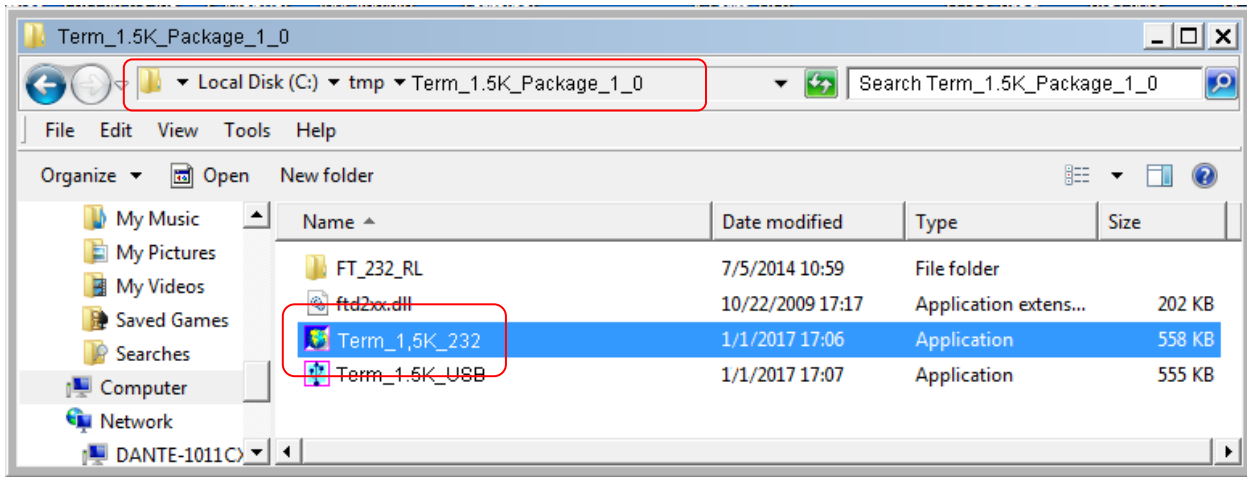 Term_1.5K_Package_1_0
Local Disk (C:) tmp Term_1.5K_Package_1_0 Search Term_1.5K_Package_1_0
File Edit View Tools Help
Organize Open New folder
My Music
My Pictures
My Videos
Saved Games
Searches
Computer
Network
DANTE-1011C
Name Date modified Type Size
FT_232_RL 7/5/2014 10:59 File folder
ftd2xx.dll 10/22/2009 17:17 Application extens... 202 KB
Term_1,5K_232 1/1/2017 17:06 Application 558 KB
Term_1.5K_USB 1/1/2017 17:07 Application 555 KB